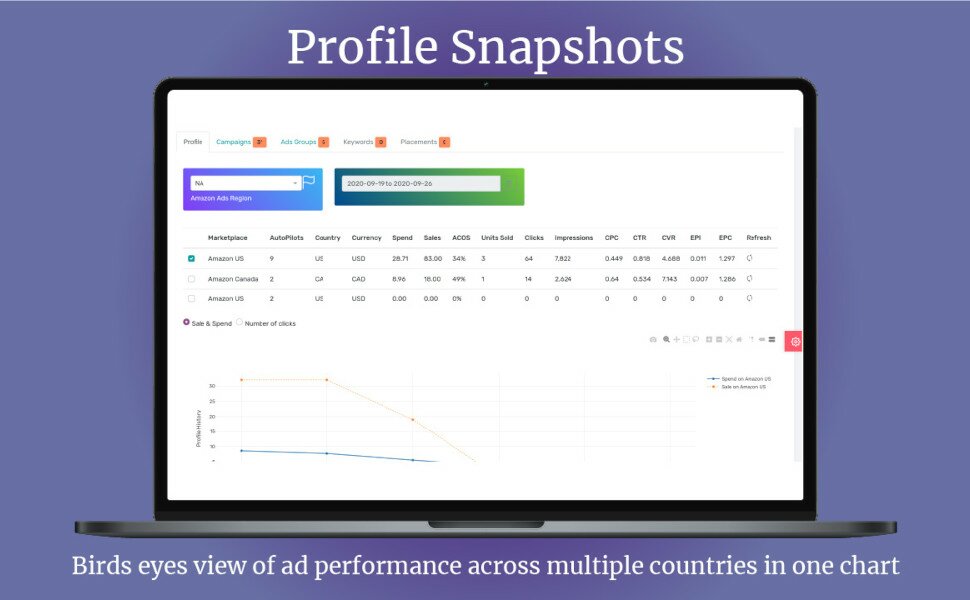 Profile Snapshots
Profile Campaigns Ads Groups 5 Keywords 0 Placements
NA 2020-09-19 to 2020-09-26
Amazon Ads Region
Marketplace AutoPilots Country Currency Spend Sales ACOS Units Sold Clicks Impressions CPC CTR CVR EPI EPC Refresh
Amazon US 9 US USD 28.71 83.00 34% 3 64 7,822 0.449 0.818 4.688 0.011 1.297
Amazon Canada 2 CA CAD 8.96 18.00 49% 1 14 2,624 0.64 0.534 7.143 0.007 1.286
Amazon US 2 US USD 0.00 0.00 0% 0 0 0 0 0 0 0 0
Sale & Spend Number of clicks
Spend on Amazon US
Sale on Amazon US
30
25
20
15
10
Profile History
Birds eyes view of ad performance across multiple countries in one chart